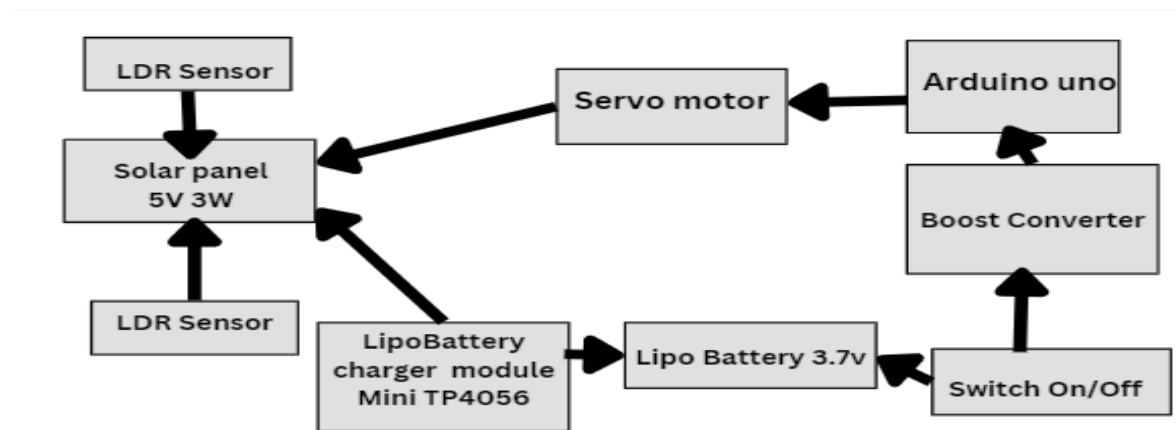 LDR Sensor
Servo motor
Arduino uno
Solar panel
5V 3W
Boost Converter
LDR Sensor
LipoBattery
charger module
Mini TP4056
Lipo Battery 3.7v
Switch On/Off